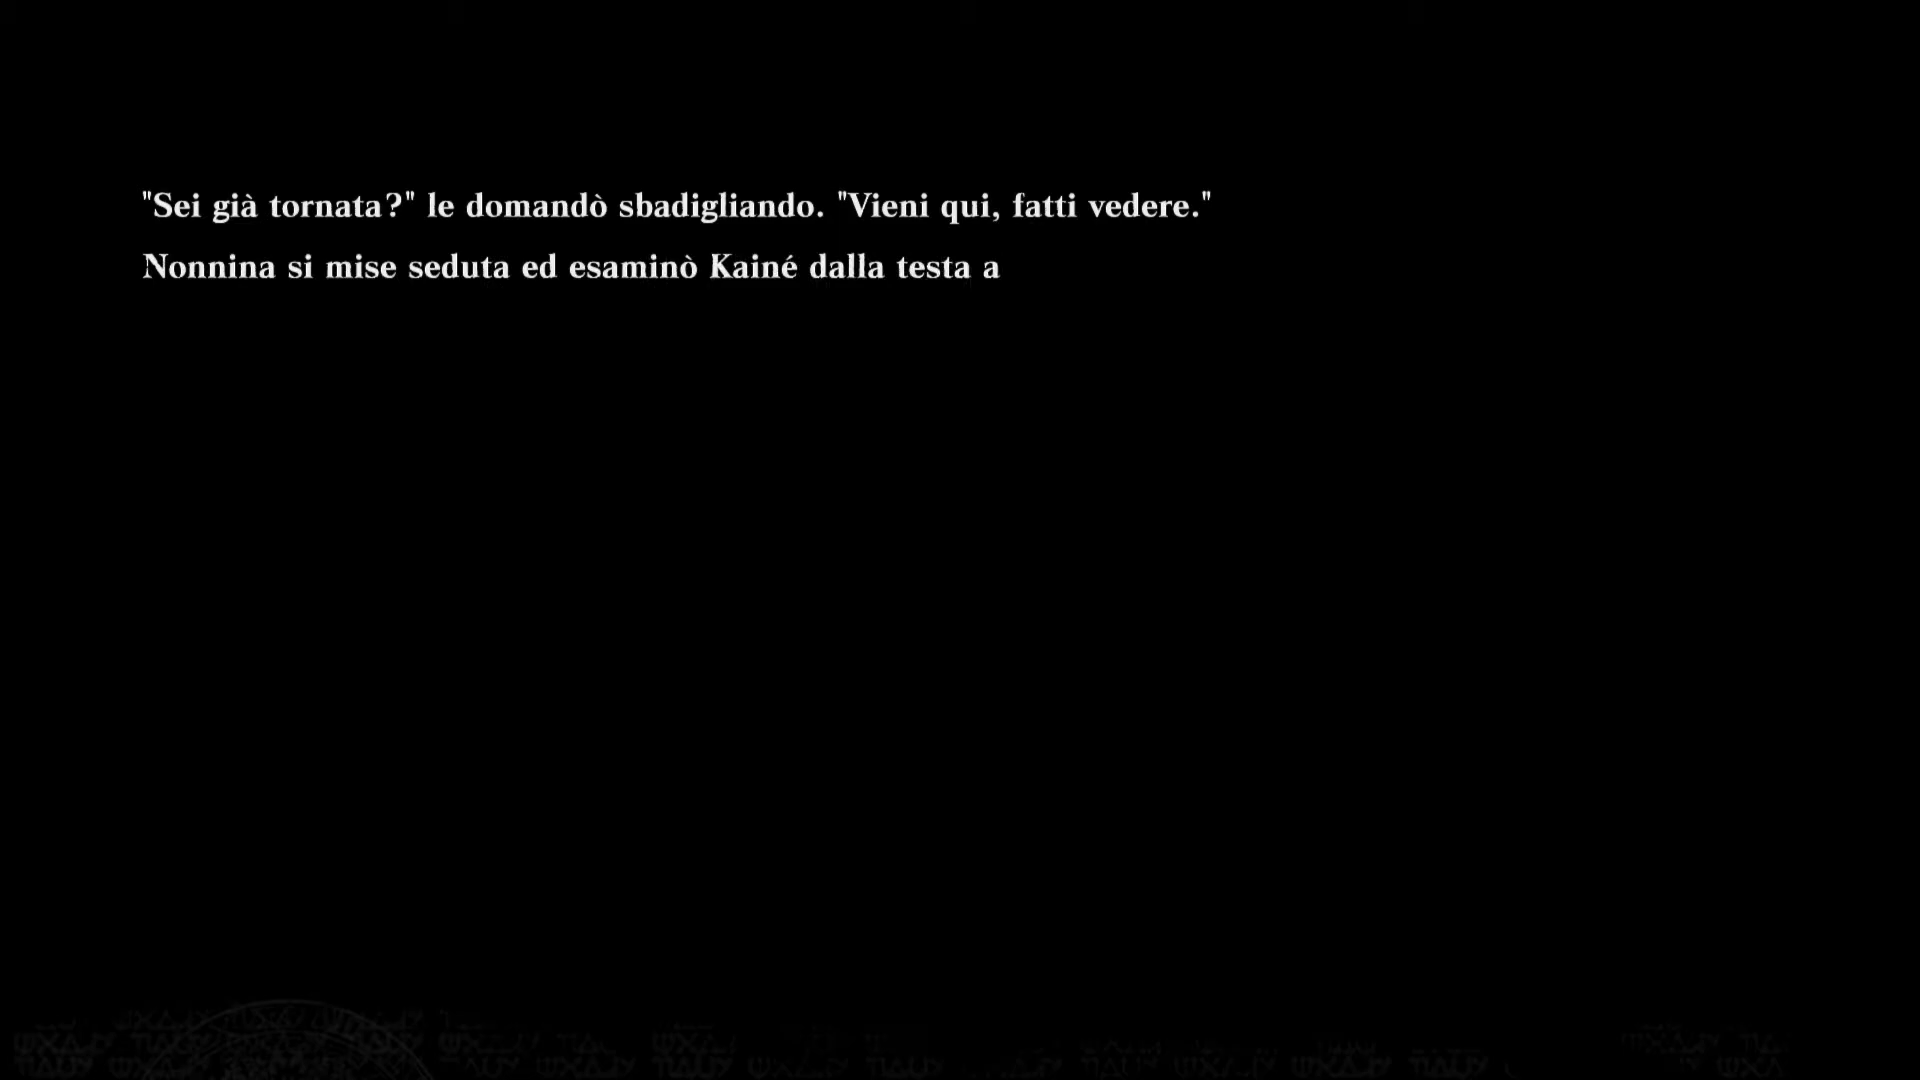 "Sei già tornata?" le domandò sbadigliando. "Vieni qui, fatti vedere."
Nonnina si mise seduta ed esaminò Kainé dalla testa a